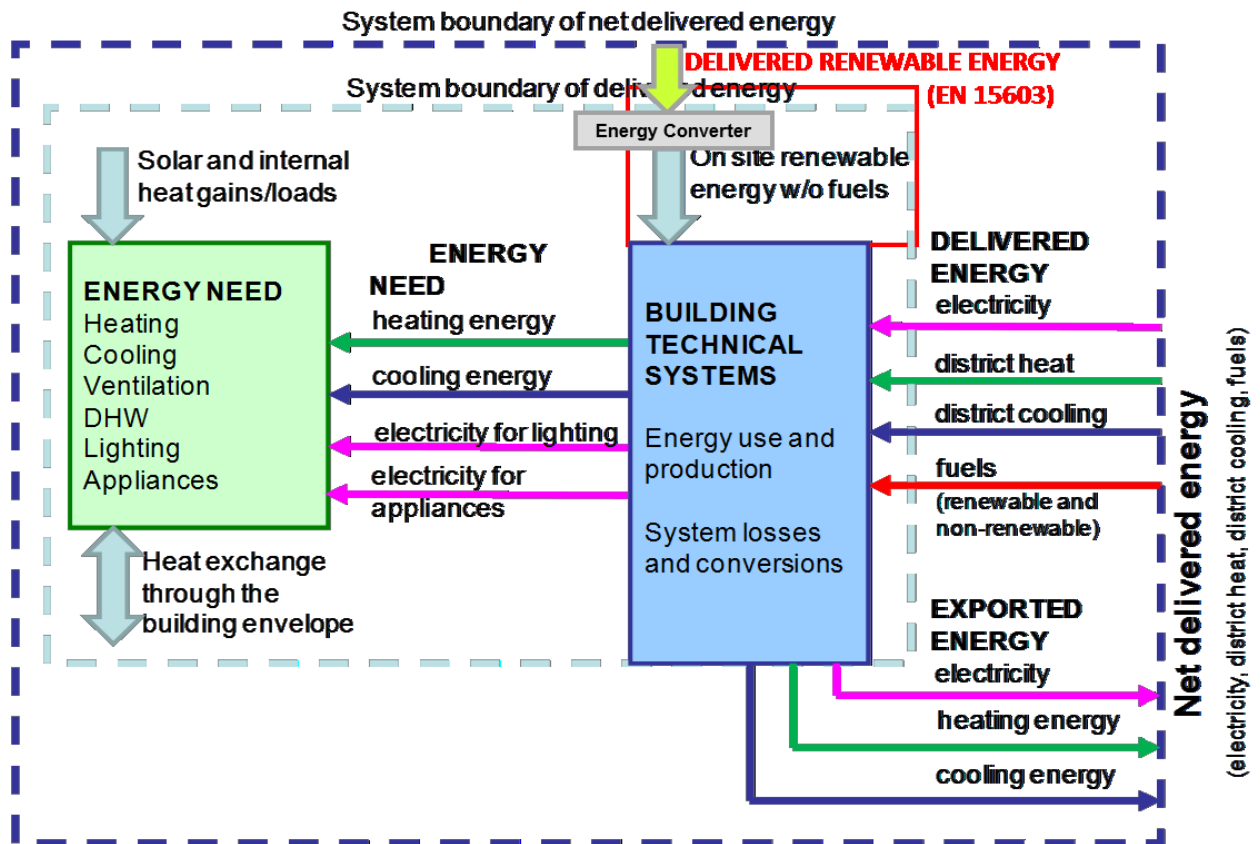 System boundary of net delivered energy
DELIVERED RENEWABLE ENERGY
(EN 15603)
System boundary of delivered energy
Energy Converter
Solar and internal
heat gains/loads
On site renewable
energy w/o fuels
ENERGY NEED
Heating
Cooling
Ventilation
DHW
Lighting
Appliances
ENERGY
NEED
heating energy
cooling energy
electricity for lighting
electricity for
appliances
BUILDING
TECHNICAL
SYSTEMS
Energy use and
production
System losses
and conversions
DELIVERED
ENERGY
electricity
district heat
district cooling
fuels
(renewable and
non-renewable)
EXPORTED
ENERGY
electricity
heating energy
cooling energy
Heat exchange
through the
building envelope
Net delivered energy
(electricity, district heat, district cooling, fuels)